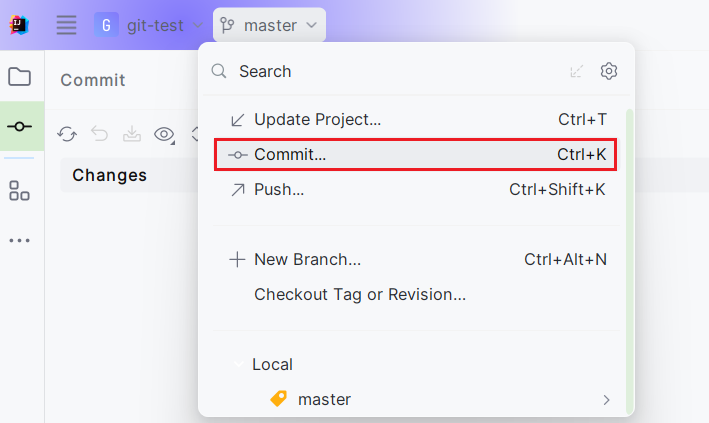 IJ
G git-test master
Commit
Search
Update Project... Ctrl+T
Commit... Ctrl+K
Changes
Push... Ctrl+Shift+K
New Branch... Ctrl+Alt+N
Checkout Tag or Revision...
Local
master